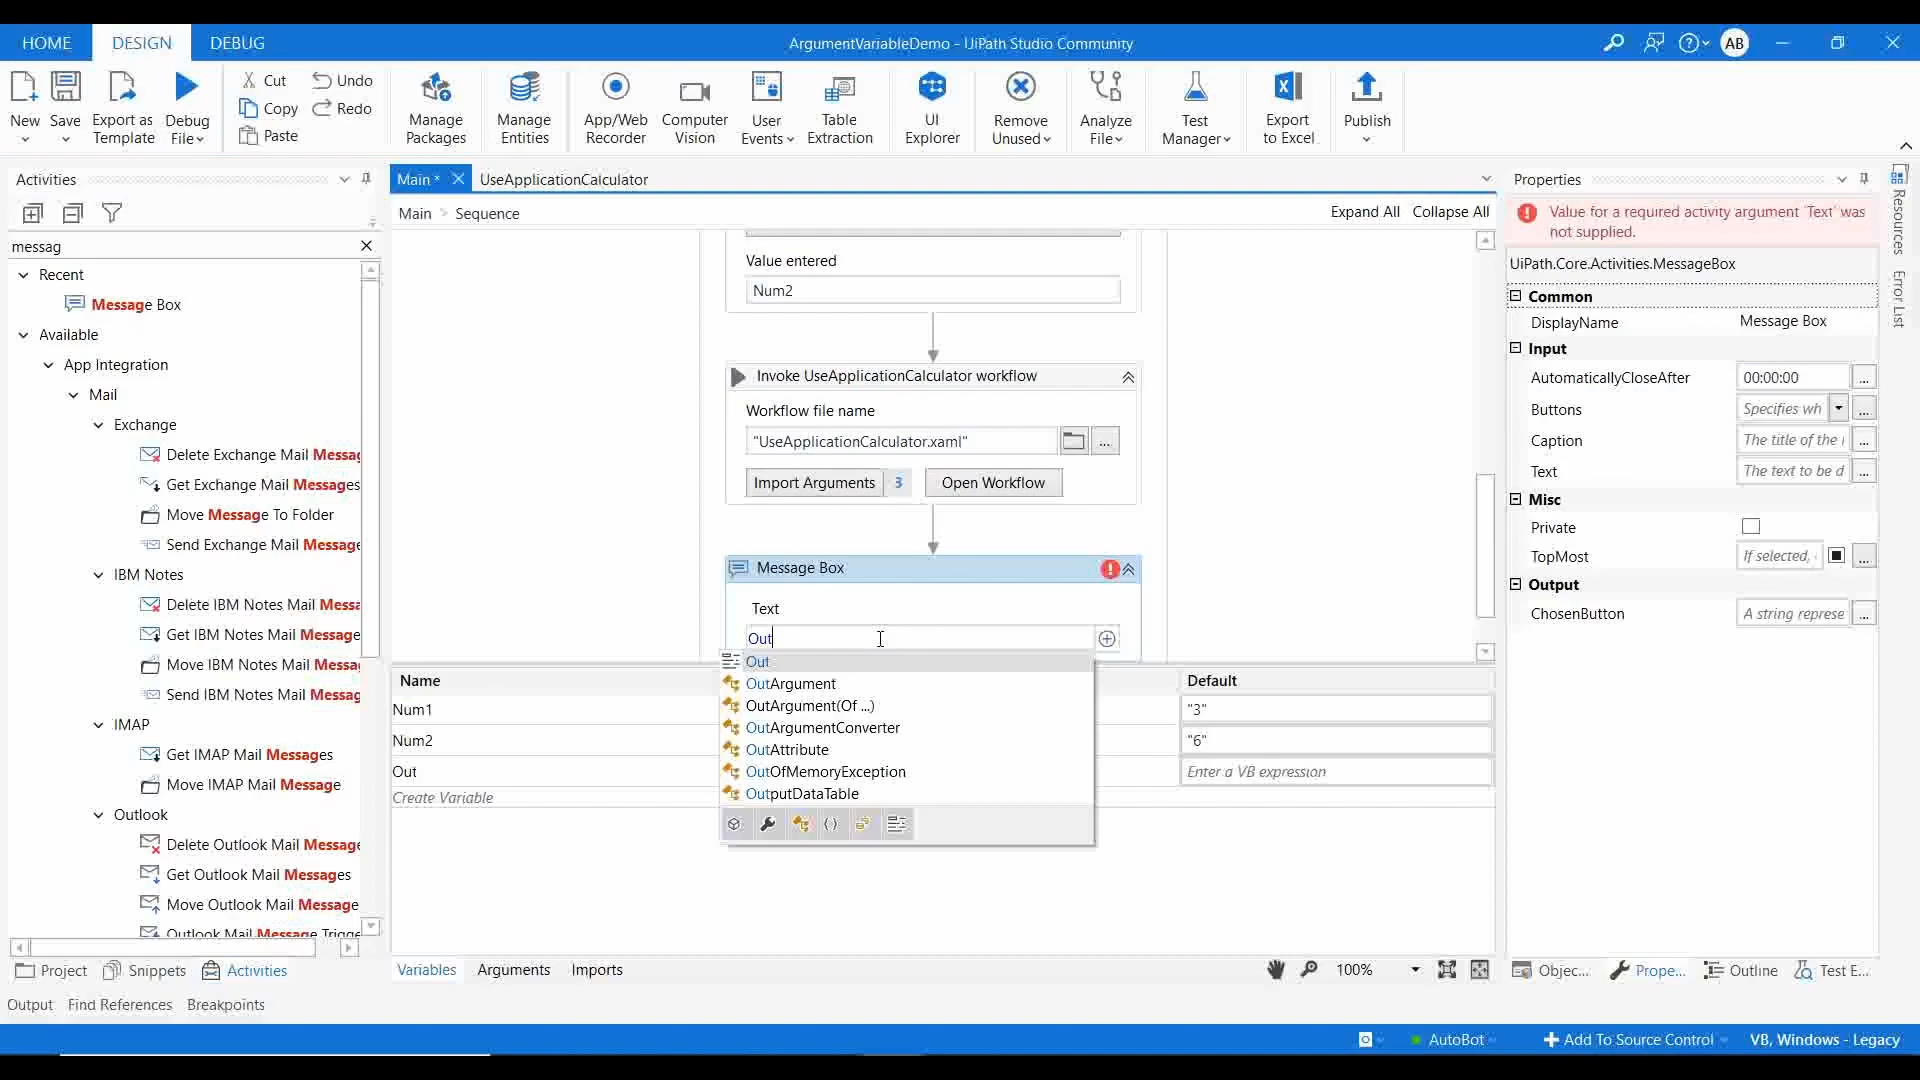 HOME DESIGN DEBUG
ArgumentVariableDemo - UiPath Studio Community
AB
New
Save
Export as Template
Debug File
Cut
Copy
Paste
Undo
Redo
Manage Packages
Manage Entities
App/Web Recorder
Computer Vision
User Events
Table Extraction
UI Explorer
Remove Unused
Analyze File
Test Manager
Export to Excel
Publish
Activities
messag
Recent
Message Box
Available
App Integration
Mail
Exchange
Delete Exchange Mail Messag
Get Exchange Mail Messages
Move Message To Folder
Send Exchange Mail Message
IBM Notes
Delete IBM Notes Mail Messa
Get IBM Notes Mail Message
Move IBM Notes Mail Messag
Send IBM Notes Mail Messag
IMAP
Get IMAP Mail Messages
Move IMAP Mail Message
Outlook
Delete Outlook Mail Message
Get Outlook Mail Messages
Move Outlook Mail Message
Outlook Mail Message Trigge
Project Snippets Activities
Output Find References Breakpoints
Main * UseApplicationCalculator
Main > Sequence
Expand All Collapse All
Value entered
Num2
Invoke UseApplicationCalculator workflow
Workflow file name
"UseApplicationCalculator.xaml"
...
Import Arguments 3 Open Workflow
Message Box
Text
Out
Out
OutArgument
OutArgument(Of ...)
OutArgumentConverter
OutAttribute
OutOfMemoryException
OutputDataTable
Name Default
Num1 "3"
Num2 "6"
Out Enter a VB expression
Create Variable
Variables Arguments Imports
100%
Properties
Value for a required activity argument 'Text' was
not supplied.
UiPath.Core.Activities.MessageBox
Common
DisplayName Message Box
Input
AutomaticallyCloseAfter 00:00:00 ...
Buttons Specifies wh ...
Caption The title of the ...
Text The text to be d ...
Misc
Private
TopMost If selected, ...
Output
ChosenButton A string represe ...
Objec... Prope... Outline Test E...
Resources
Error List
AutoBot Add To Source Control VB, Windows - Legacy